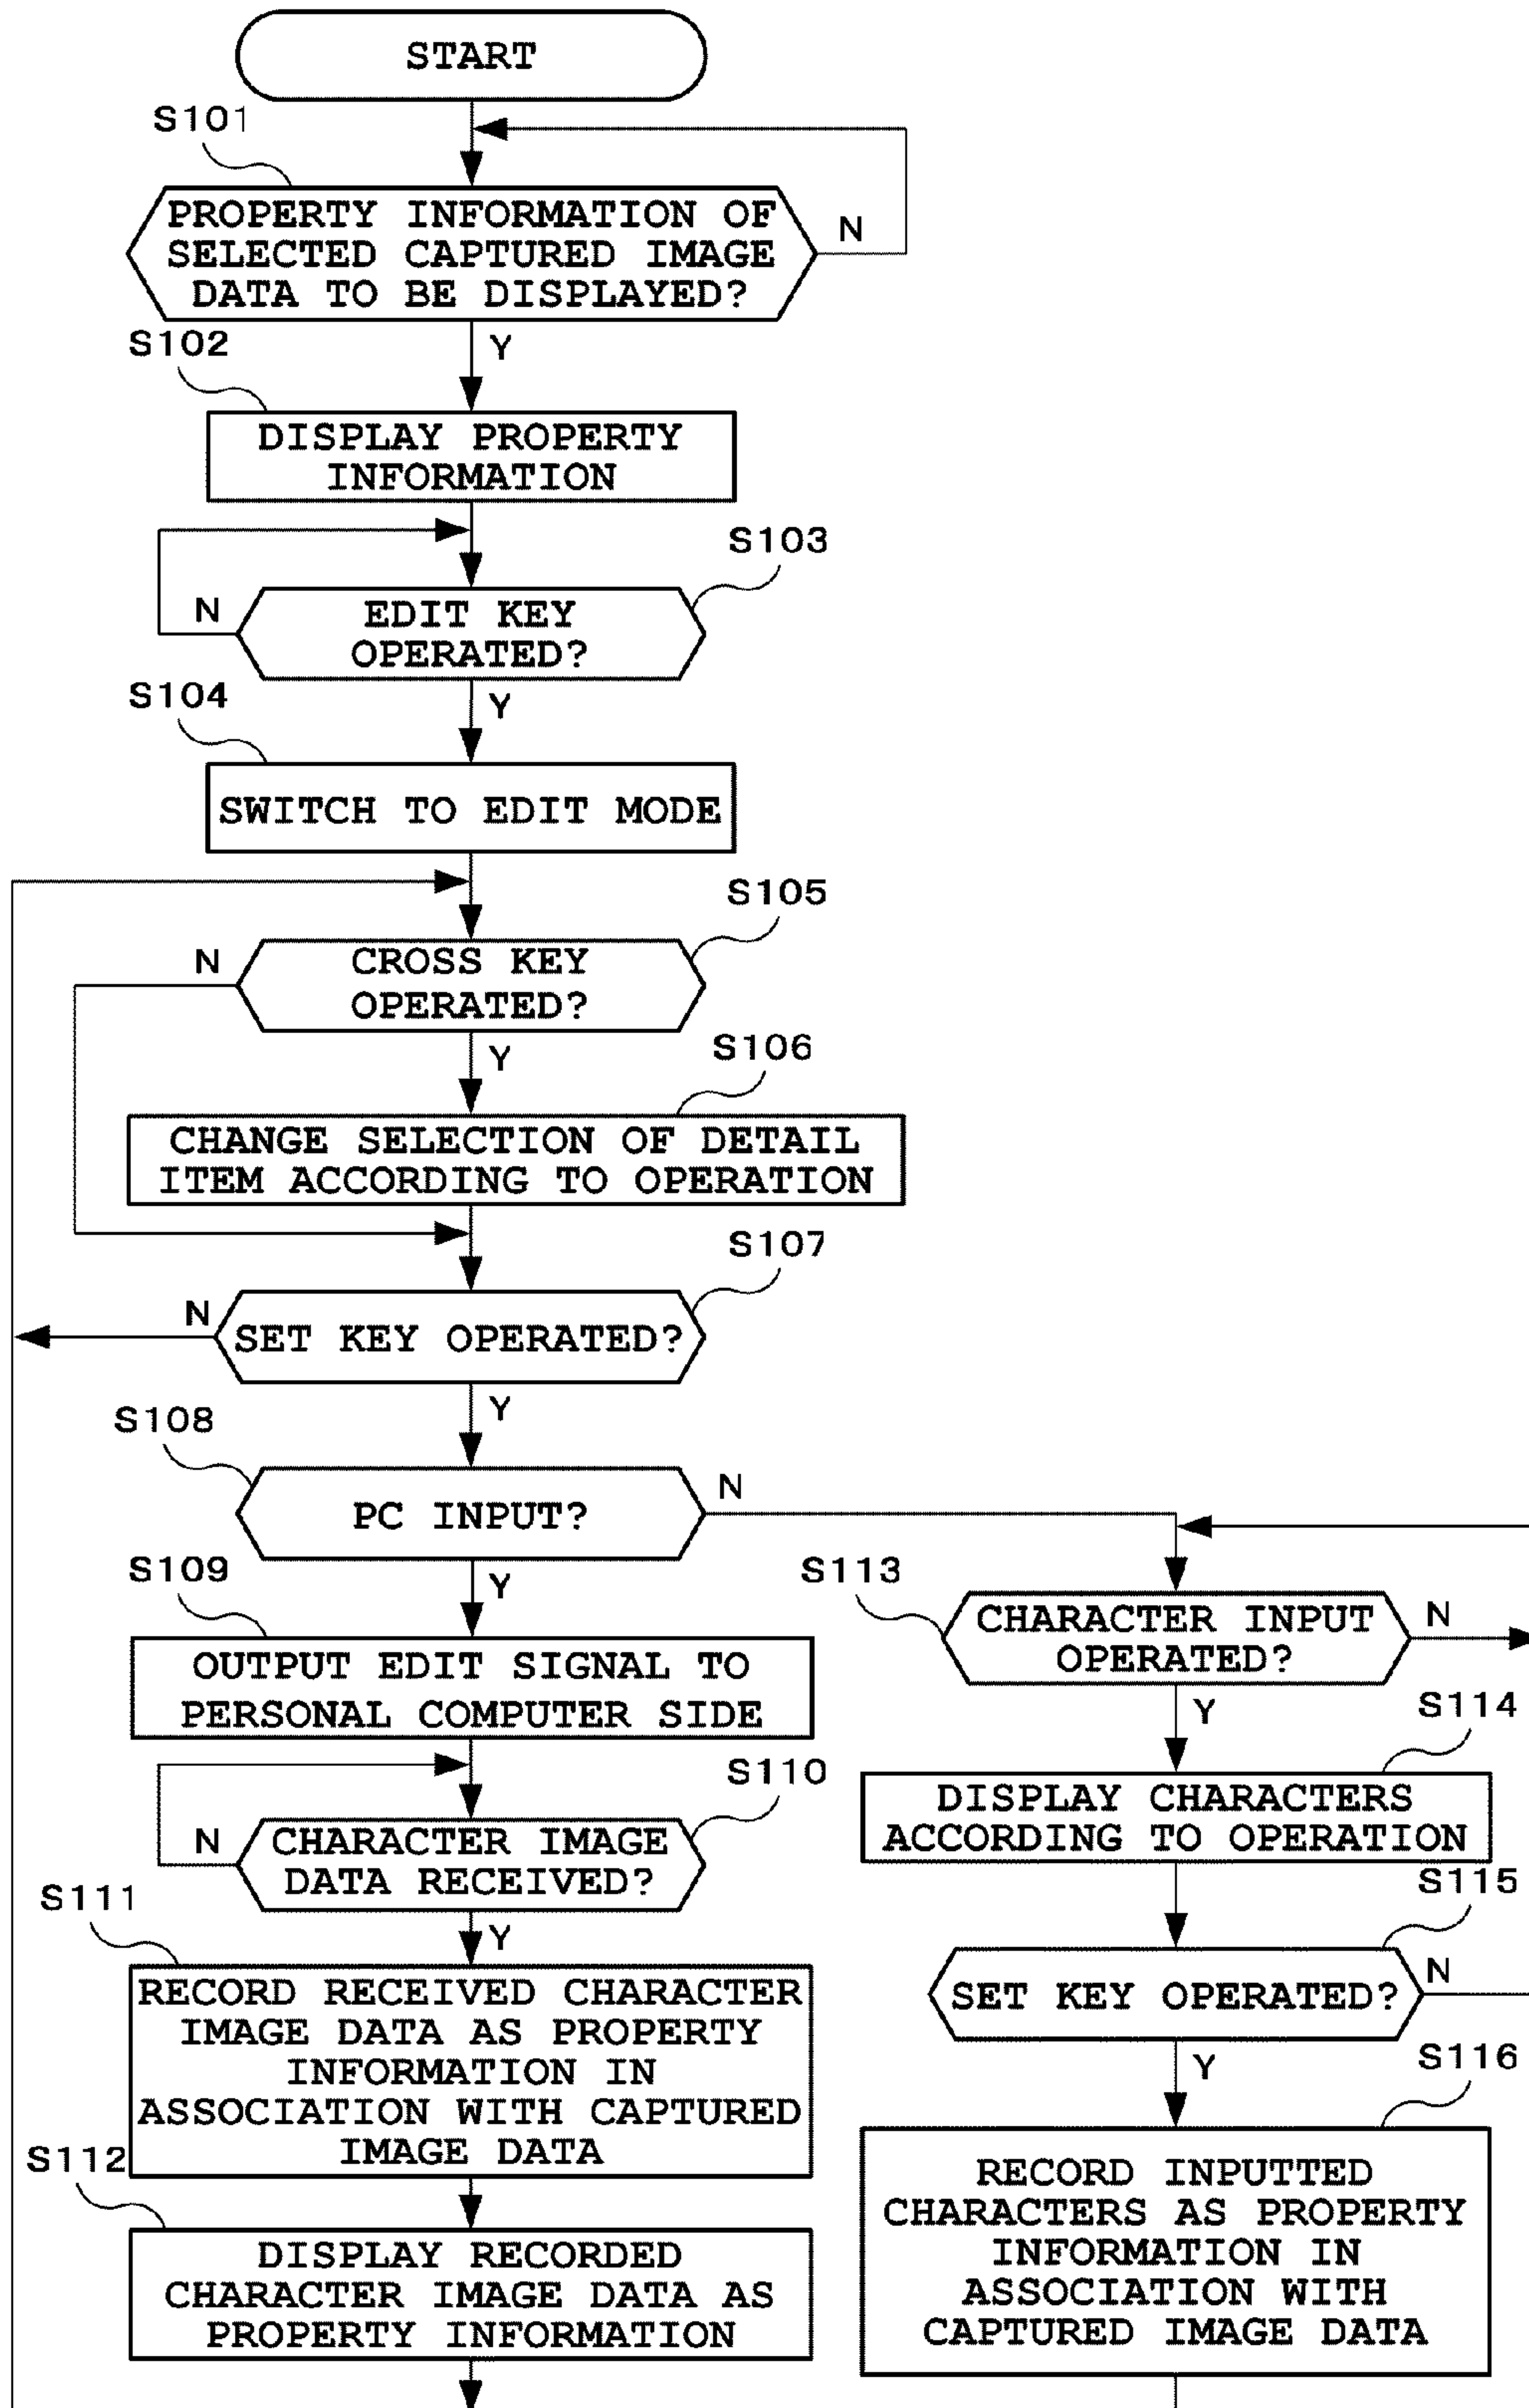 START
S101
PROPERTY INFORMATION OF
SELECTED CAPTURED IMAGE
DATA TO BE DISPLAYED?
N
Y
S102
DISPLAY PROPERTY
INFORMATION
S103
EDIT KEY
OPERATED?
N
Y
S104
SWITCH TO EDIT MODE
S105
CROSS KEY
OPERATED?
N
Y
S106
CHANGE SELECTION OF DETAIL
ITEM ACCORDING TO OPERATION
S107
SET KEY OPERATED?
N
Y
S108
PC INPUT?
N
Y
S109
OUTPUT EDIT SIGNAL TO
PERSONAL COMPUTER SIDE
S110
CHARACTER IMAGE
DATA RECEIVED?
N
Y
S111
RECORD RECEIVED CHARACTER
IMAGE DATA AS PROPERTY
INFORMATION IN
ASSOCIATION WITH CAPTURED
IMAGE DATA
S112
DISPLAY RECORDED
CHARACTER IMAGE DATA AS
PROPERTY INFORMATION
S113
CHARACTER INPUT
OPERATED?
N
Y
S114
DISPLAY CHARACTERS
ACCORDING TO OPERATION
S115
SET KEY OPERATED?
N
Y
S116
RECORD INPUTTED
CHARACTERS AS PROPERTY
INFORMATION IN
ASSOCIATION WITH
CAPTURED IMAGE DATA